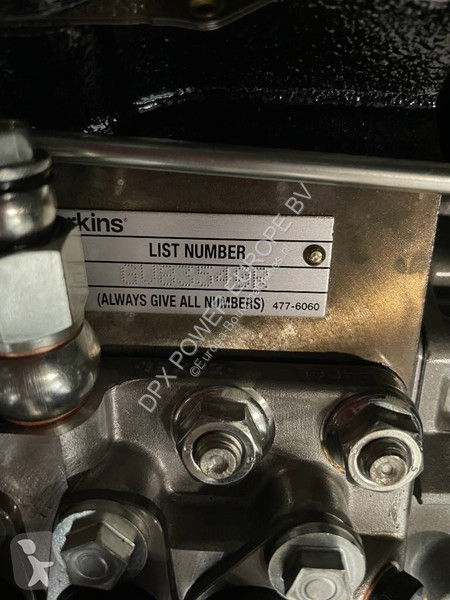 rkins
LIST NUMBER
(ALWAYS GIVE ALL NUMBERS) 477-6060
DPX POWER EUROPE BV